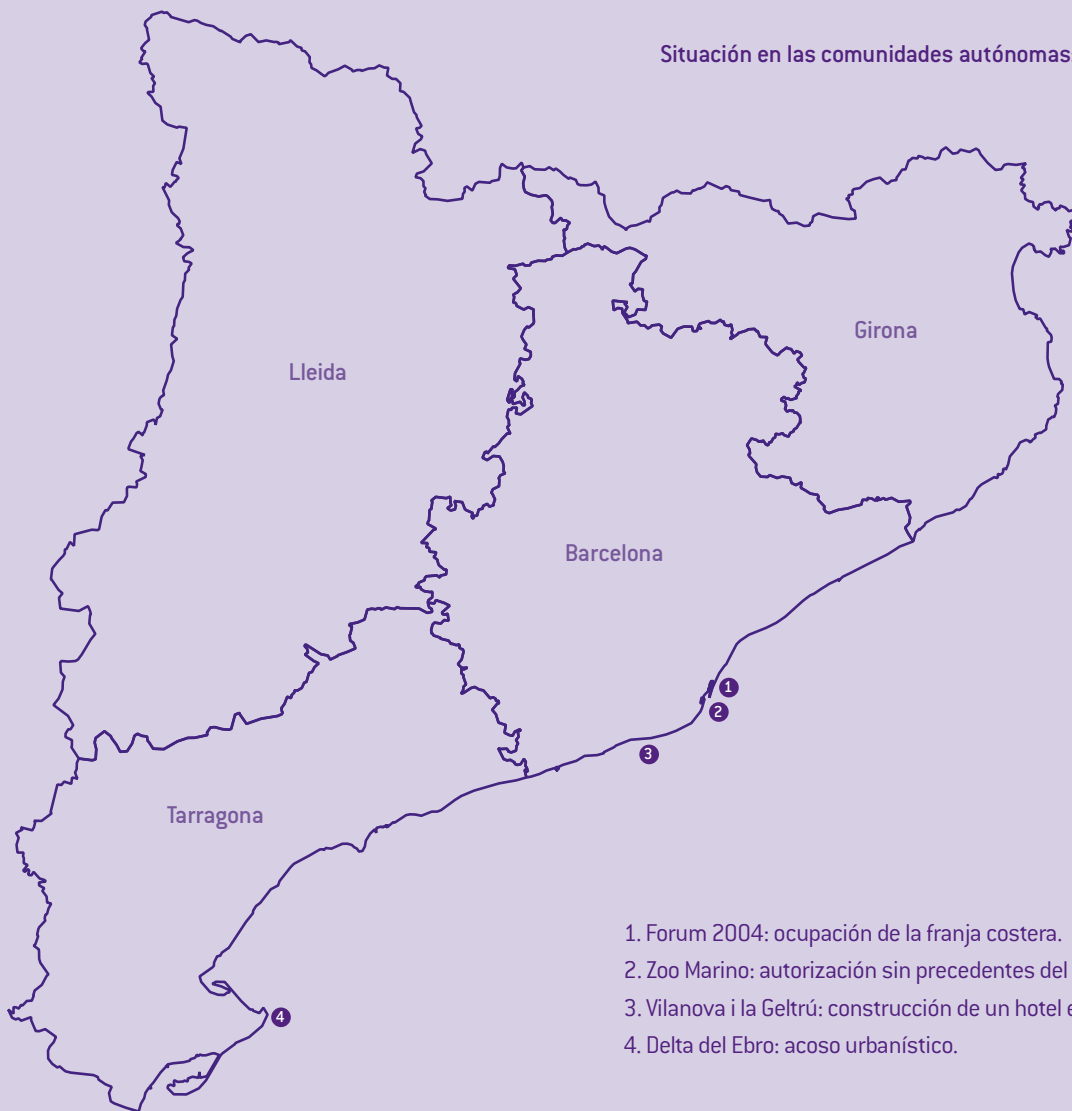 Situación en las comunidades autónomas
Girona
Lleida
Barcelona
1
2
3
Tarragona
4
1. Forum 2004: ocupación de la franja costera.
2. Zoo Marino: autorización sin precedentes del
3. Vilanova i la Geltrú: construcción de un hotel e
4. Delta del Ebro: acoso urbanístico.